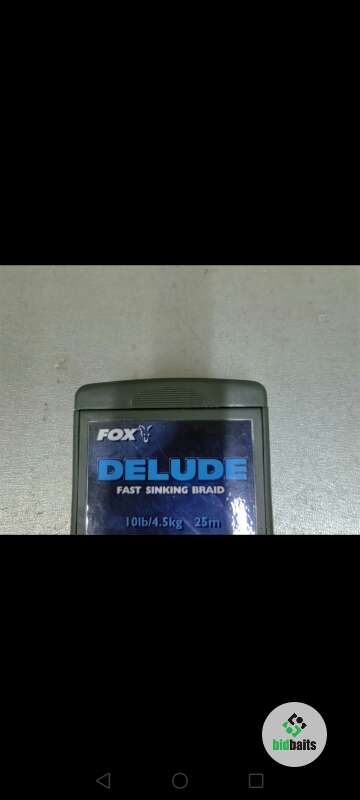 FOX
DELUDE
FAST SINKING BRAID
10lb/4.5kg 25m
bidbaits